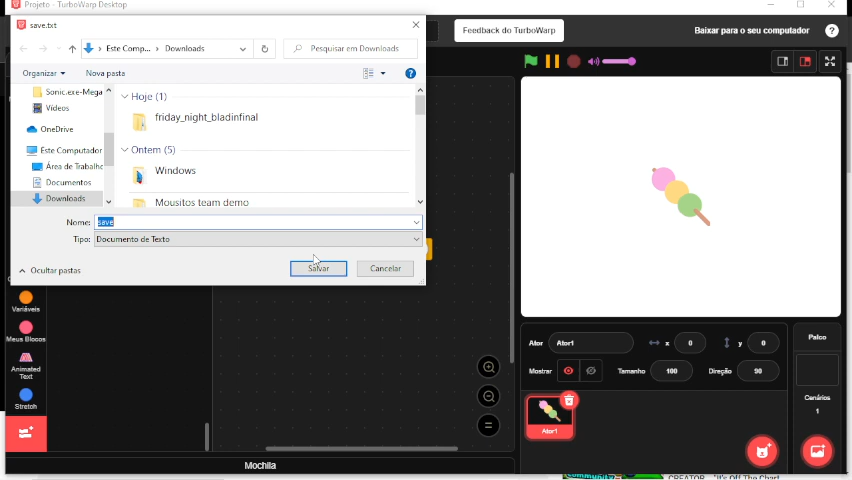 Projeto - TurboWarp Desktop
save.txt
Feedback do TurboWarp
Baixar para o seu computador
?
Este Comp... > Downloads
Pesquisar em Downloads
Organizar
Nova pasta
?
Sonic.exe-Mega
Vídeos
OneDrive
Este Computador
Área de Trabalho
Documentos
Downloads
Hoje (1)
friday_night_bladinfinal
Ontem (5)
Windows
Mousitos team demo
Nome: save
Tipo: Documento de Texto
Ocultar pastas
Salvar
Cancelar
Variáveis
Meus Blocos
Animated
Text
Stretch
Mochila
Ator
Ator1
x
0
y
0
Mostrar
Tamanho
100
Direção
90
Ator1
Palco
Cenários
1
CREATOR "It's Off The Chart